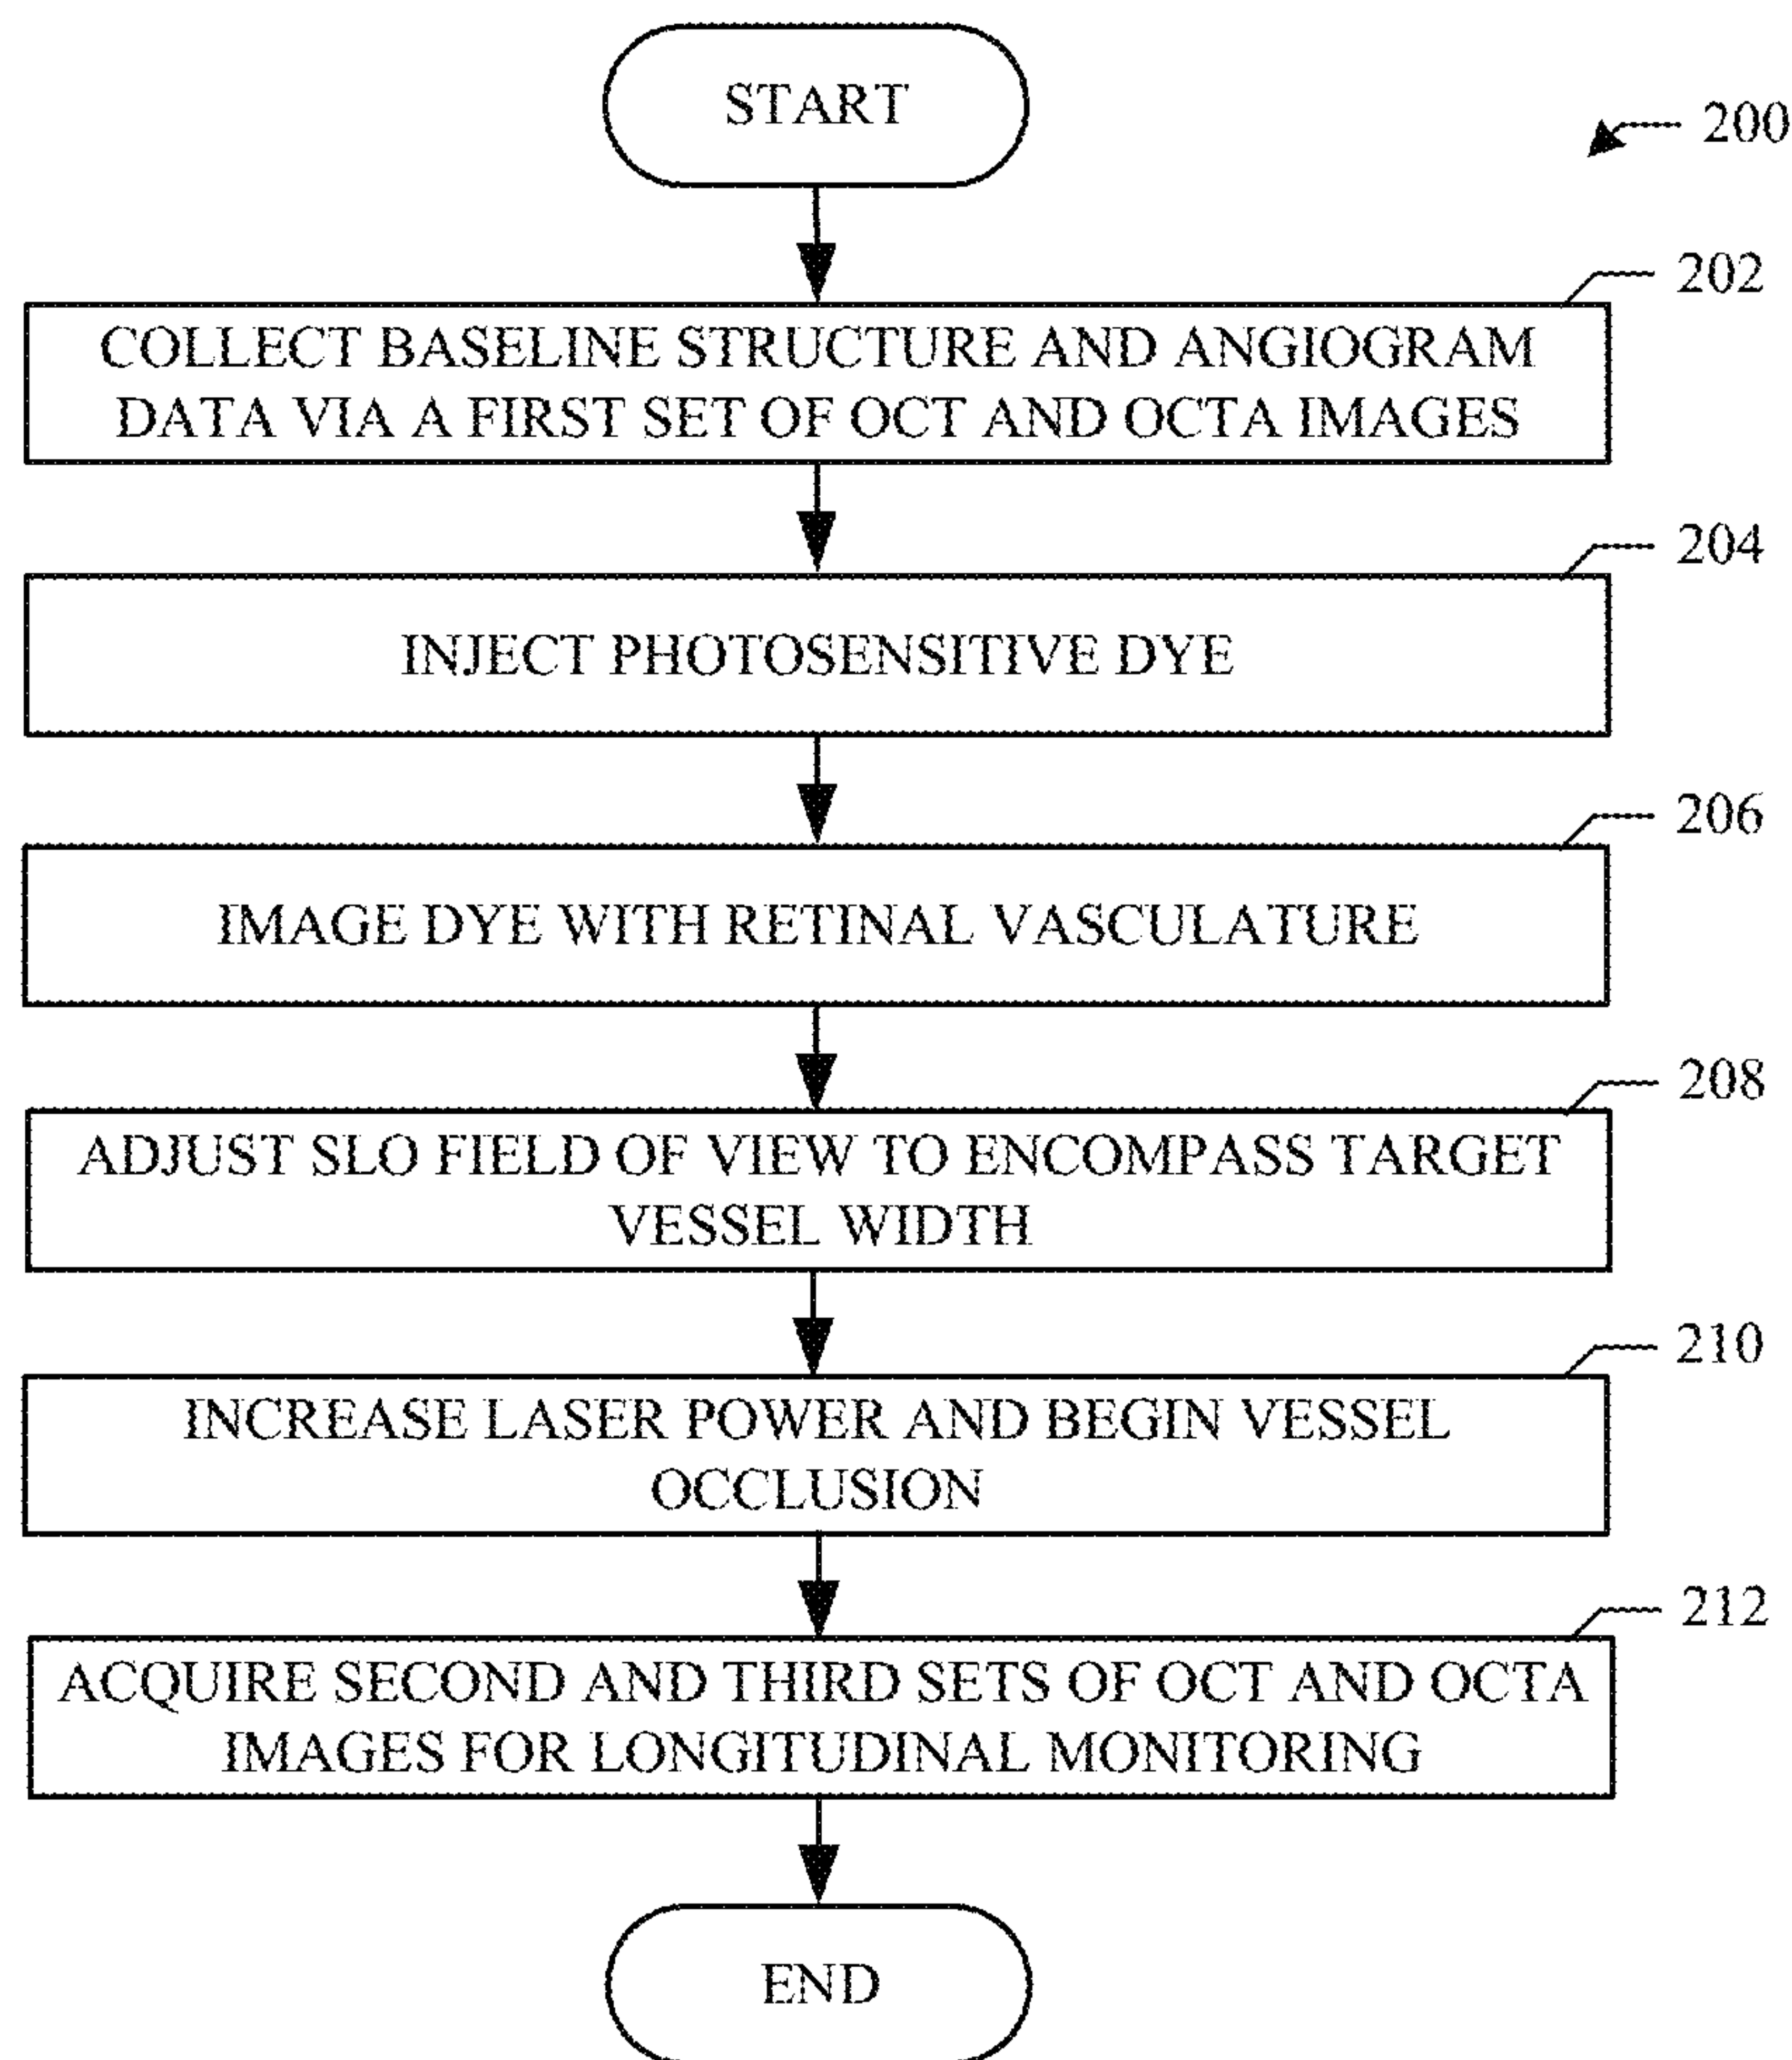 START
200
202
COLLECT BASELINE STRUCTURE AND ANGIOGRAM
DATA VIA A FIRST SET OF OCT AND OCTA IMAGES
204
INJECT PHOTOSENSITIVE DYE
206
IMAGE DYE WITH RETINAL VASCULATURE
208
ADJUST SLO FIELD OF VIEW TO ENCOMPASS TARGET
VESSEL WIDTH
210
INCREASE LASER POWER AND BEGIN VESSEL
OCCLUSION
212
ACQUIRE SECOND AND THIRD SETS OF OCT AND OCTA
IMAGES FOR LONGITUDINAL MONITORING
END